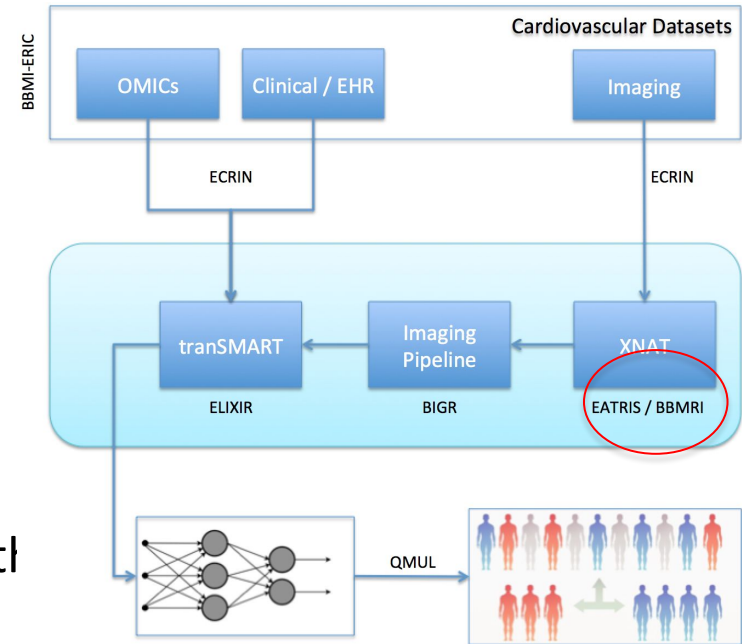 Cardiovascular Datasets
BBMI-ERIC
OMICs
Clinical / EHR
Imaging
ECRIN
ECRIN
tranSMART
Imaging
Pipeline
XNAT
ELIXIR
BIGR
EATRIS / BBMRI
QMUL